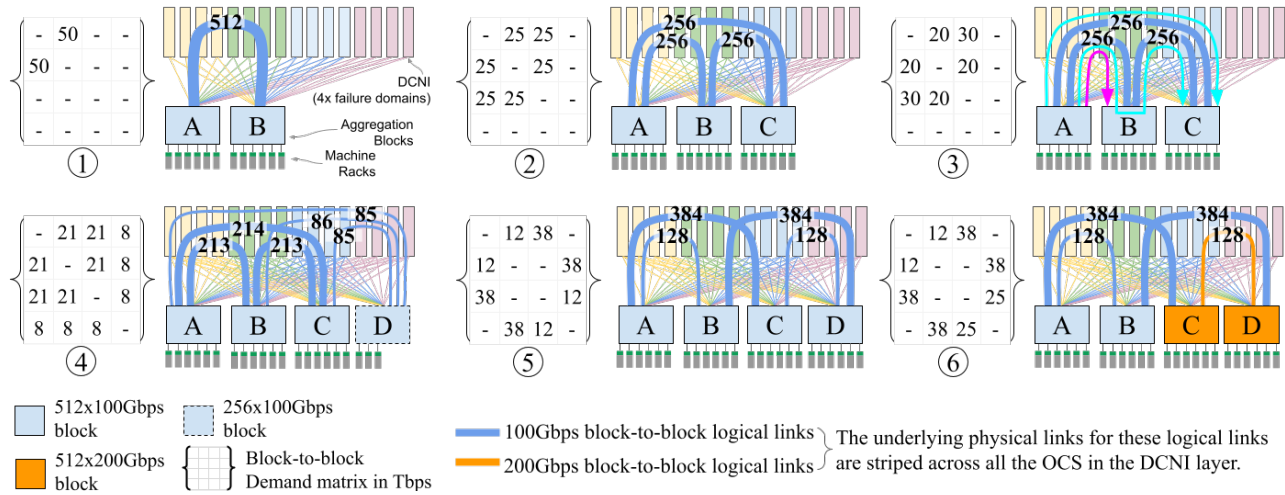 512
- 50 - -
50 - - -
- - - -
- - - -
DCNI
(4x failure domains)
A B
Aggregation
Blocks
Machine
Racks
1
256
256 256
- 25 25 -
25 - 25 -
25 25 - -
- - - -
A B C
2
256
256 256
- 20 30 -
20 - 20 -
30 20 - -
- - - -
A B C
3
85
86
214 85
213 213
- 21 21 8
21 - 21 8
21 21 - 8
8 8 8 -
A B C D
4
384 384
128 128
- 12 38 -
12 - - 38
38 - - 12
- 38 12 -
A B C D
5
384 384
128 128
- 12 38 -
12 - - 38
38 - - 25
- 38 25 -
A B C D
6
512x100Gbps
block
256x100Gbps
block
512x200Gbps
block
Block-to-block
Demand matrix in Tbps
100Gbps block-to-block logical links
200Gbps block-to-block logical links.
The underlying physical links for these logical links
are striped across all the OCS in the DCNI layer.